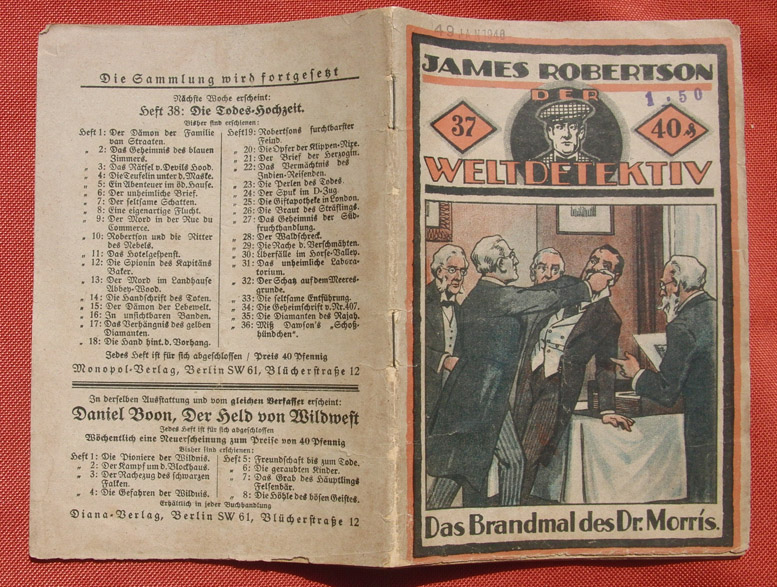 Die Sammlung wird fortgesetzt
Nächste Woche erscheint:
Heft 38: Die Todes-Hochzeit.
Bisher sind erschienen:
Heft 1: Der Dämon der Familie
van Straaten.
„ 2: Das Geheimnis des blauen
Zimmers.
„ 3: Das Rätsel v. Devils Hood.
„ 4: Die Teufelin unter d. Maske.
„ 5: Ein Abenteuer im öd. Hause.
„ 6: Der unheimliche Brief.
„ 7: Der seltsame Schatten.
„ 8: Eine eigenartige Flucht.
„ 9: Der Mord in der Rue du
Commerce.
„ 10: Robertson und die Ritter
des Nebels.
„ 11: Das Hotelgespenst.
„ 12: Die Spionin des Kapitäns
Baker.
„ 13: Der Mord im Landhause
Abbey-Wood.
„ 14: Die Handschrift des Toten.
„ 15: Der Dämon der Lebewelt.
„ 16: In unsichtbaren Banden.
„ 17: Das Verhängnis des gelben
Diamanten.
„ 18: Die Hand hint. d. Vorhang.
Heft 19: Robertsons furchtbarster
Feind.
„ 20: Die Opfer der Klippen-Nixe.
„ 21: Der Brief der Herzogin.
„ 22: Das Vermächtnis des
Indien-Reisenden.
„ 23: Die Perlen des Todes.
„ 24: Der Spuk im D-Zug.
„ 25: Die Giftapotheke in London.
„ 26: Die Braut des Sträflings.
„ 27: Das Geheimnis der Süd-
fruchthandlung.
„ 28: Der Waldschreck.
„ 29: Die Rache d. Verschmähten.
„ 30: Überfälle im Horse-Valley.
„ 31: Das unheimliche Labora-
torium.
„ 32: Der Schatz auf dem Meeres-
grunde.
„ 33: Die seltsame Entführung.
„ 34: Die Geheimschrift v. Nr. 407.
„ 35: Die Diamanten des Rajah.
„ 36: Miß Dawson's „Schoß-
hündchen".
Jedes Heft ist für sich abgeschlossen / Preis 40 Pfennig
Monopol-Verlag, Berlin SW 61, Blücherstraße 12
In derselben Ausstattung und vom gleichen Verfasser erscheint:
Daniel Boon, Der Held von Wildwest
Jedes Heft ist für sich abgeschlossen
Wöchentlich eine Neuerscheinung zum Preise von 40 Pfennig
Bisher sind erschienen:
Heft 1: Die Pioniere der Wildnis.
„ 2: Der Kampf um d. Blockhaus.
„ 3: Der Rachezug des schwarzen
Falken.
„ 4: Die Gefahren der Wildnis.
Heft 5: Freundschaft bis zum Tode.
„ 6: Die geraubten Kinder.
„ 7: Das Grab des Häuptlings
Felsenbär.
„ 8: Die Höhle des bösen Geistes.
Erhältlich in jeder Buchhandlung
Diana-Verlag, Berlin SW 61, Blücherstraße 12
49 JAN 1940
JAMES ROBERTSON
DER
1.50
37
40 ₰
WELTDETEKTIV
Das Brandmal des Dr. Morris.